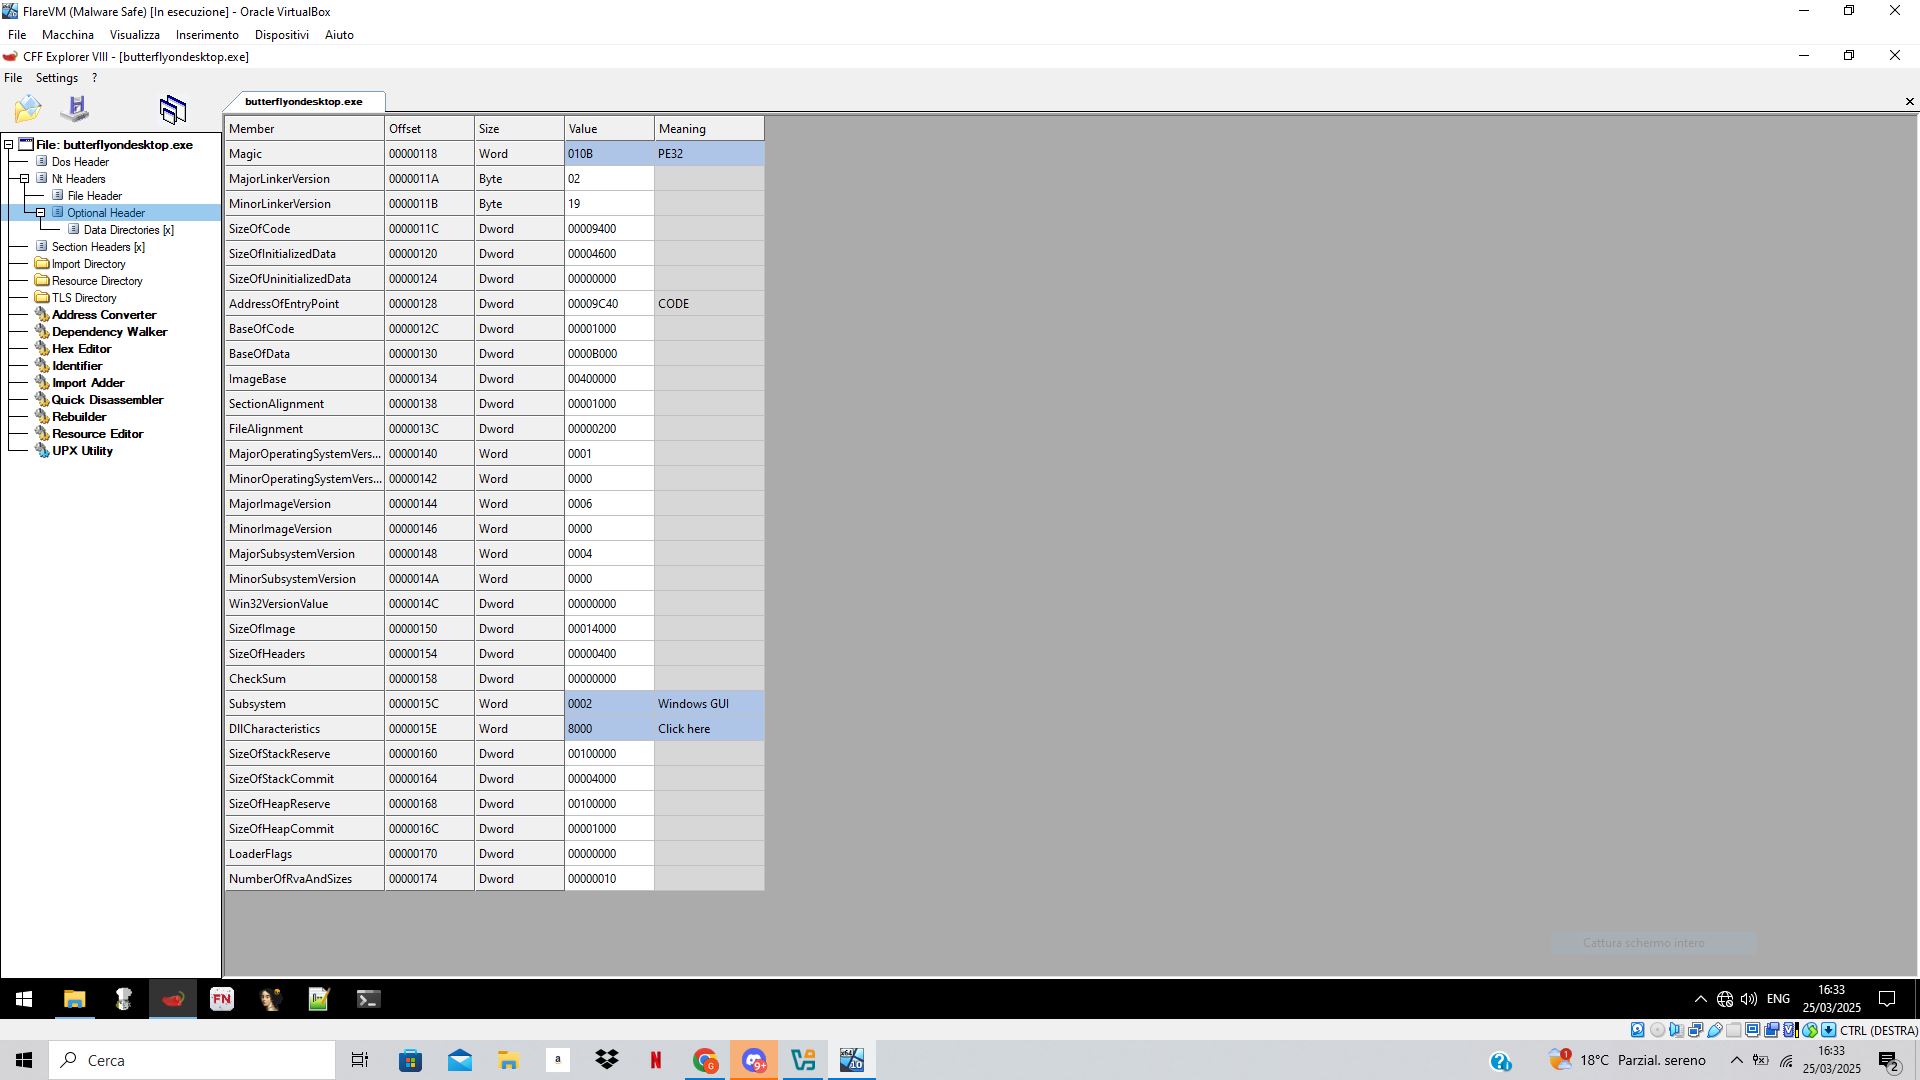 FlareVM (Malware Safe) [In esecuzione] - Oracle VirtualBox
File Macchina Visualizza Inserimento Dispositivi Aiuto
CFF Explorer VIII - [butterflyondesktop.exe]
File Settings ?
butterflyondesktop.exe
File: butterflyondesktop.exe
Dos Header
Nt Headers
File Header
Optional Header
Data Directories [x]
Section Headers [x]
Import Directory
Resource Directory
TLS Directory
Address Converter
Dependency Walker
Hex Editor
Identifier
Import Adder
Quick Disassembler
Rebuilder
Resource Editor
UPX Utility
Member Offset Size Value Meaning
Magic 00000118 Word 010B PE32
MajorLinkerVersion 0000011A Byte 02
MinorLinkerVersion 0000011B Byte 19
SizeOfCode 0000011C Dword 00009400
SizeOfInitializedData 00000120 Dword 00004600
SizeOfUninitializedData 00000124 Dword 00000000
AddressOfEntryPoint 00000128 Dword 00009C40 CODE
BaseOfCode 0000012C Dword 00001000
BaseOfData 00000130 Dword 0000B000
ImageBase 00000134 Dword 00400000
SectionAlignment 00000138 Dword 00001000
FileAlignment 0000013C Dword 00000200
MajorOperatingSystemVers... 00000140 Word 0001
MinorOperatingSystemVers... 00000142 Word 0000
MajorImageVersion 00000144 Word 0006
MinorImageVersion 00000146 Word 0000
MajorSubsystemVersion 00000148 Word 0004
MinorSubsystemVersion 0000014A Word 0000
Win32VersionValue 0000014C Dword 00000000
SizeOfImage 00000150 Dword 00014000
SizeOfHeaders 00000154 Dword 00000400
CheckSum 00000158 Dword 00000000
Subsystem 0000015C Word 0002 Windows GUI
DllCharacteristics 0000015E Word 8000 Click here
SizeOfStackReserve 00000160 Dword 00100000
SizeOfStackCommit 00000164 Dword 00004000
SizeOfHeapReserve 00000168 Dword 00100000
SizeOfHeapCommit 0000016C Dword 00001000
LoaderFlags 00000170 Dword 00000000
NumberOfRvaAndSizes 00000174 Dword 00000010
Cattura schermo intero
FN
ENG
16:33
25/03/2025
CTRL (DESTRA)
Cerca
a
N
G
9+
x64
10
1
18°C Parzial. sereno
16:33
25/03/2025
2